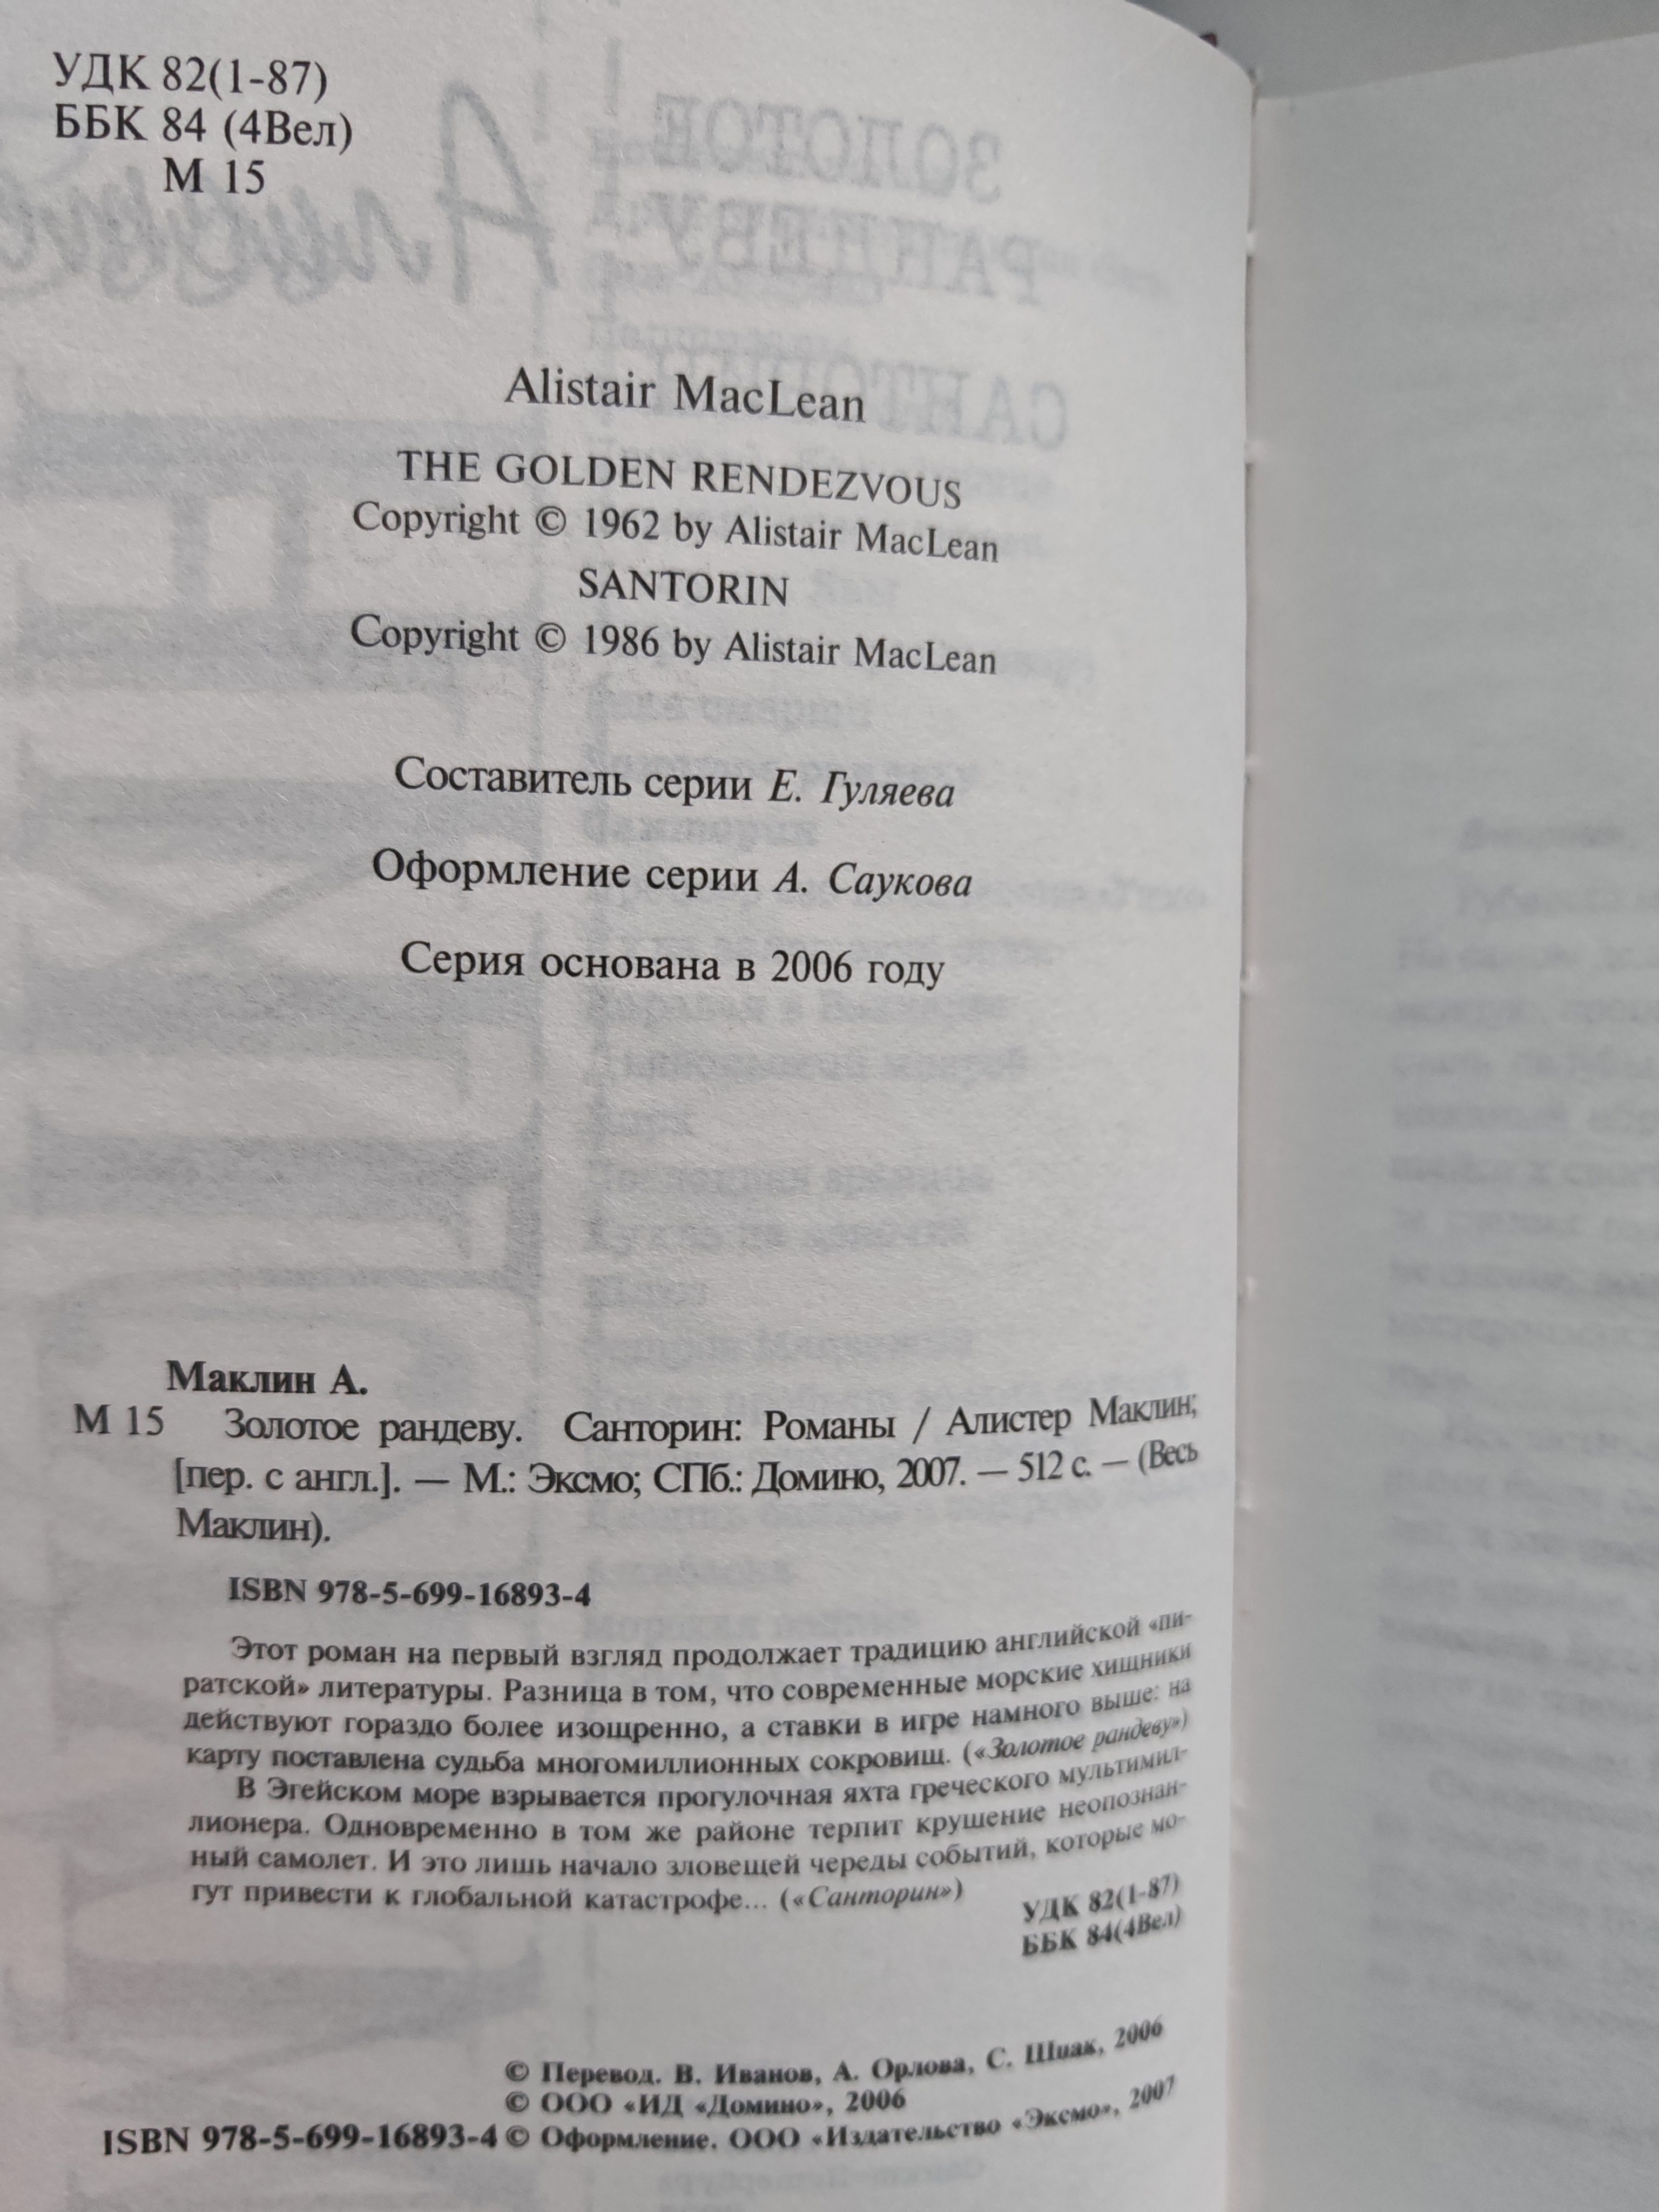 УДК 82(1-87)
ББК 84 (4Вел)
М 15
Alistair MacLean
THE GOLDEN RENDEZVOUS
Copyright © 1962 by Alistair MacLean
SANTORIN
Copyright © 1986 by Alistair MacLean
Составитель серии Е. Гуляева
Оформление серии А. Саукова
Серия основана в 2006 году
Маклин А.
М 15 Золотое рандеву. Санторин: Романы / Алистер Маклин;
[пер. с англ.]. — М.: Эксмо; СПб.: Домино, 2007. — 512 с. — (Весь
Маклин).
ISBN 978-5-699-16893-4
Этот роман на первый взгляд продолжает традицию английской «пи-
ратской» литературы. Разница в том, что современные морские хищники
действуют гораздо более изощренно, а ставки в игре намного выше: на
карту поставлена судьба многомиллионных сокровищ. («Золотое рандеву»)
В Эгейском море взрывается прогулочная яхта греческого мультимил-
лионера. Одновременно в том же районе терпит крушение неопознан-
ный самолет. И это лишь начало зловещей череды событий, которые мо-
гут привести к глобальной катастрофе... («Санторин»)
УДК 82(1-87)
ББК 84(4Вел)
© Перевод. В. Иванов, А. Орлова, С. Шпак, 2006
© ООО «ИД «Домино», 2006
ISBN 978-5-699-16893-4 © Оформление. ООО «Издательство «Эксмо», 2007